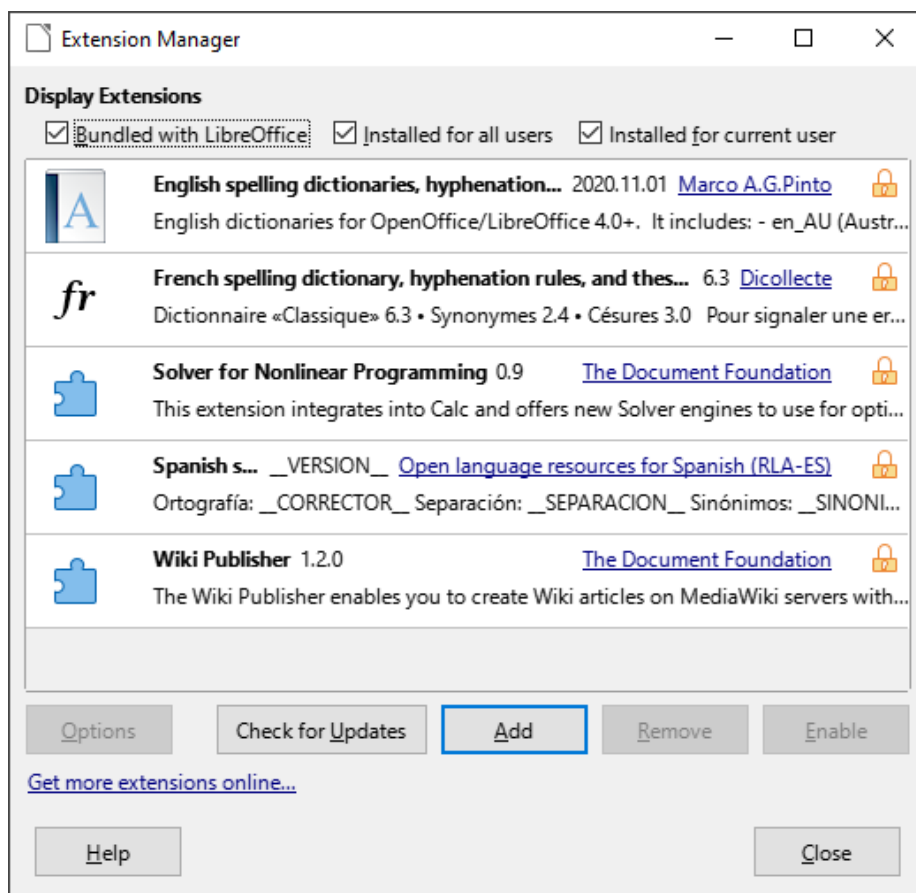 Extension Manager
Display Extensions
Bundled with LibreOffice Installed for all users Installed for current user
A English spelling dictionaries, hyphenation... 2020.11.01 Marco A.G.Pinto
English dictionaries for OpenOffice/LibreOffice 4.0+. It includes: - en_AU (Austr...
fr French spelling dictionary, hyphenation rules, and thes... 6.3 Dicollecte
Dictionnaire «Classique» 6.3 • Synonymes 2.4 • Césures 3.0 Pour signaler une er...
Solver for Nonlinear Programming 0.9 The Document Foundation
This extension integrates into Calc and offers new Solver engines to use for opti...
Spanish s... __VERSION__ Open language resources for Spanish (RLA-ES)
Ortografía: __CORRECTOR__ Separación: __SEPARACION__ Sinónimos: __SINONI...
Wiki Publisher 1.2.0 The Document Foundation
The Wiki Publisher enables you to create Wiki articles on MediaWiki servers with...
Options Check for Updates Add Remove Enable
Get more extensions online...
Help Close